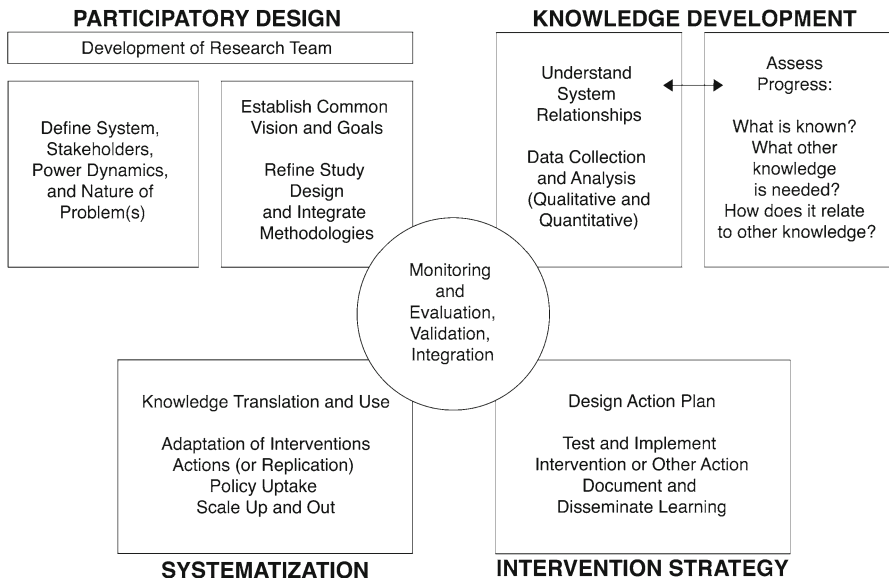 PARTICIPATORY DESIGN
Development of Research Team
Define System,
Stakeholders,
Power Dynamics,
and Nature of
Problem(s)
Establish Common
Vision and Goals
Refine Study
Design
and Integrate
Methodologies
KNOWLEDGE DEVELOPMENT
Understand
System
Relationships
Data Collection
and Analysis
(Qualitative and
Quantitative)
Assess
Progress:
What is known?
What other
knowledge
is needed?
How does it relate
to other knowledge?
Monitoring
and
Evaluation,
Validation,
Integration
Knowledge Translation and Use
Adaptation of Interventions
Actions (or Replication)
Policy Uptake
Scale Up and Out
SYSTEMATIZATION
Design Action Plan
Test and Implement
Intervention or Other Action
Document and
Disseminate Learning
INTERVENTION STRATEGY